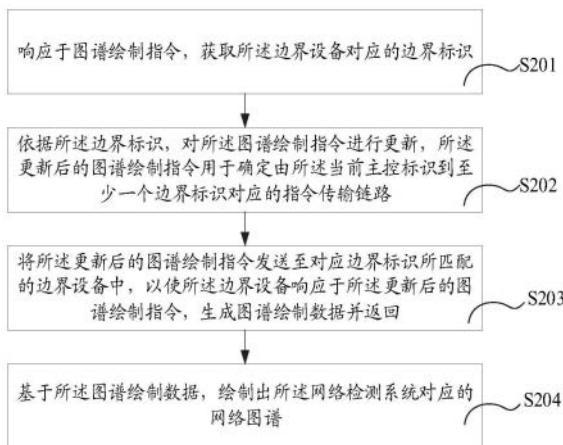 响应于图谱绘制指令，获取所述边界设备对应的边界标识
S201
依据所述边界标识，对所述图谱绘制指令进行更新，所述
更新后的图谱绘制指令用于确定由所述当前主控标识到至
少一个边界标识对应的指令传输链路
S202
将所述更新后的图谱绘制指令发送至对应边界标识所匹配
的边界设备中，以使所述边界设备响应于所述更新后的图
谱绘制指令，生成图谱绘制数据并返回
S203
基于所述图谱绘制数据，绘制出所述网络检测系统对应的
网络图谱
S204